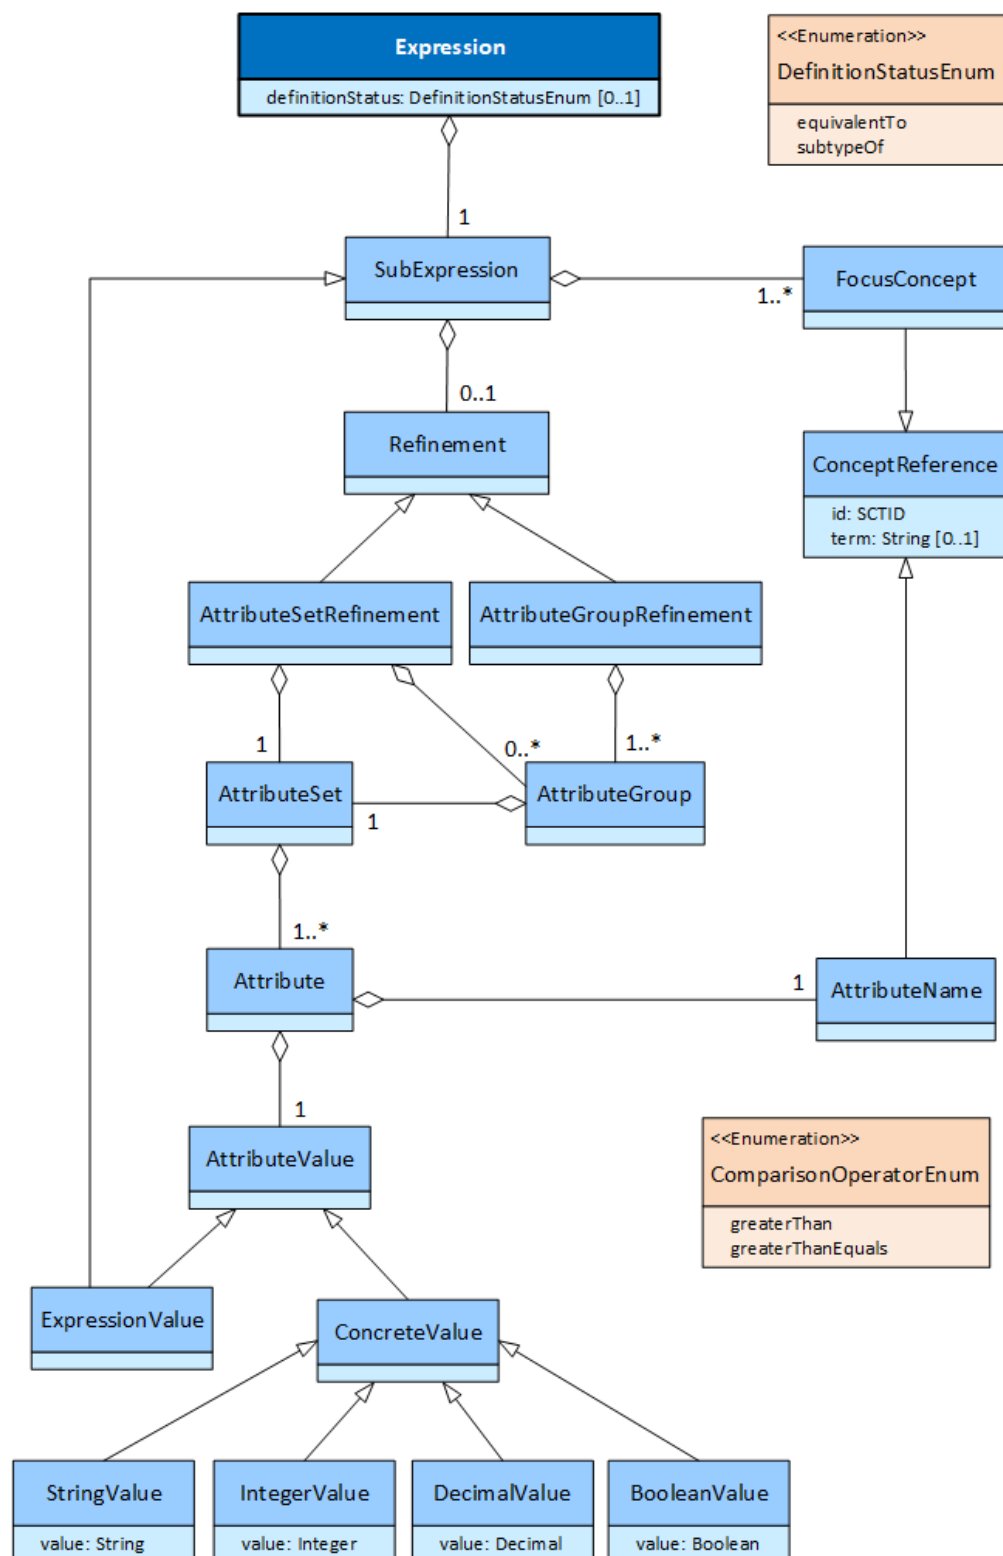 Expression
definitionStatus: DefinitionStatusEnum [0..1]
<<Enumeration>>
DefinitionStatusEnum
equivalentTo
subtypeOf
1
SubExpression
1..*
FocusConcept
0..1
Refinement
ConceptReference
id: SCTID
term: String [0..1]
AttributeSetRefinement
AttributeGroupRefinement
1
0..*
1..*
AttributeSet
1
AttributeGroup
1..*
Attribute
1
AttributeName
1
AttributeValue
<<Enumeration>>
ComparisonOperatorEnum
greaterThan
greaterThanEquals
ExpressionValue
ConcreteValue
StringValue
value: String
IntegerValue
value: Integer
DecimalValue
value: Decimal
BooleanValue
value: Boolean